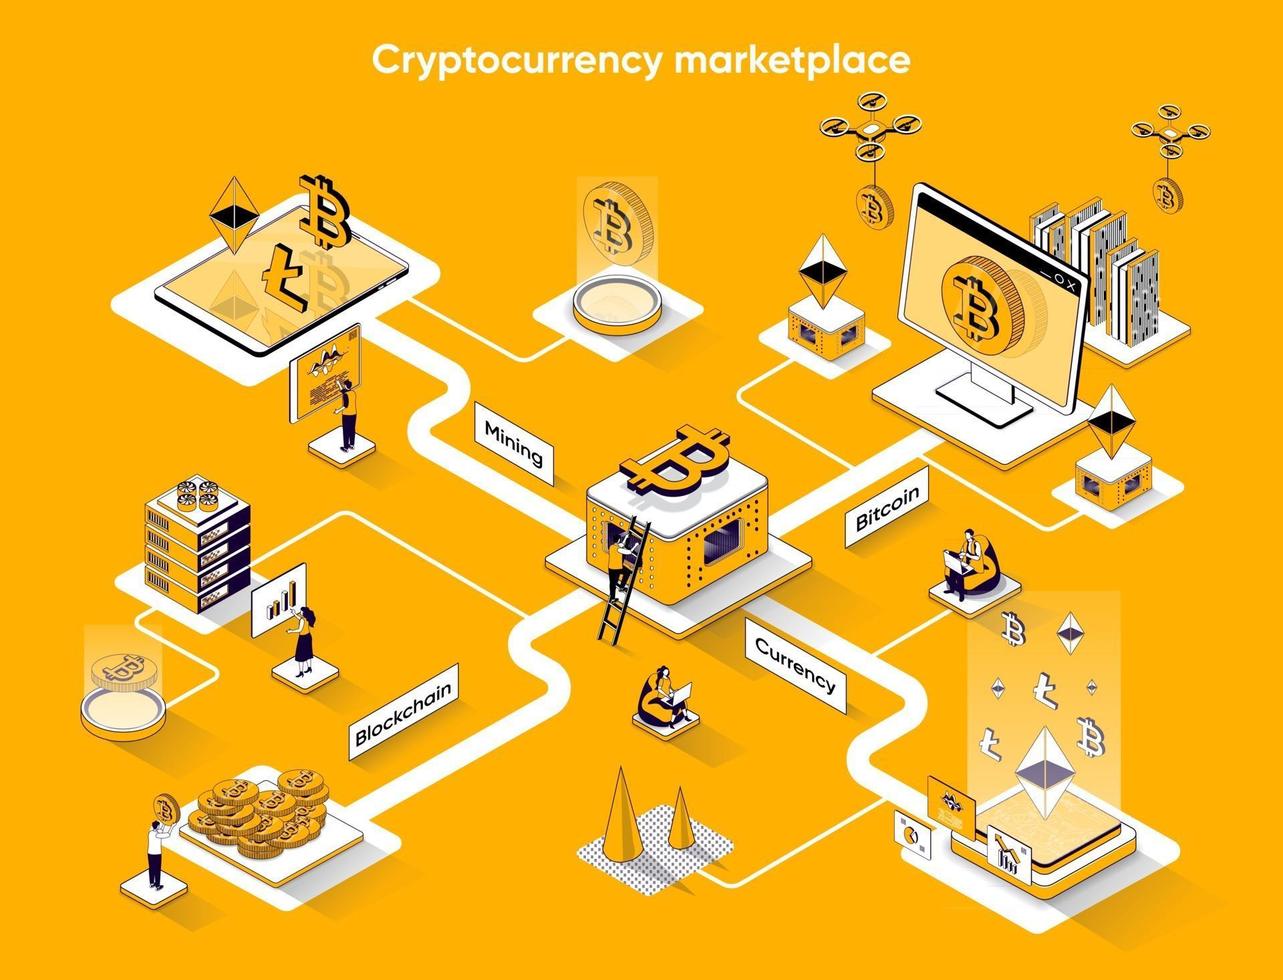 Cryptocurrency marketplace
Mining
Bitcoin
Currency
Blockchain